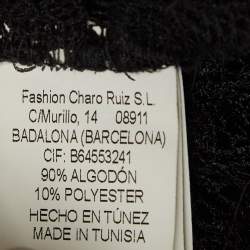 Fashion Charo Ruiz S.L.
C/Murillo, 14 08911
BADALONA (BARCELONA)
CIF: B64553241
90% ALGODÓN
10% POLYESTER
HECHO EN TÚNEZ
MADE IN TUNISIA